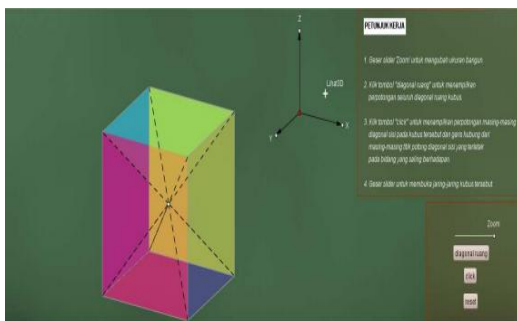 Z
Lihat3D
X
Y
PETUNJUK KERJA
1. Geser slider 'Zoom' untuk mengubah ukuran bangun.
2. Klik tombol "diagonal ruang" untuk menampilkan
perpotongan seluruh diagonal ruang kubus.
3. Klik tombol "click" untuk menampilkan perpotongan masing-masing
diagonal sisi pada kubus tersebut dan garis hubung dari
masing-masing titik potong diagonal sisi yang terletak
pada bidang yang saling berhadapan.
4. Geser slider untuk membuka jaring-jaring kubus tersebut
Zoom
diagonal ruang
click
reset